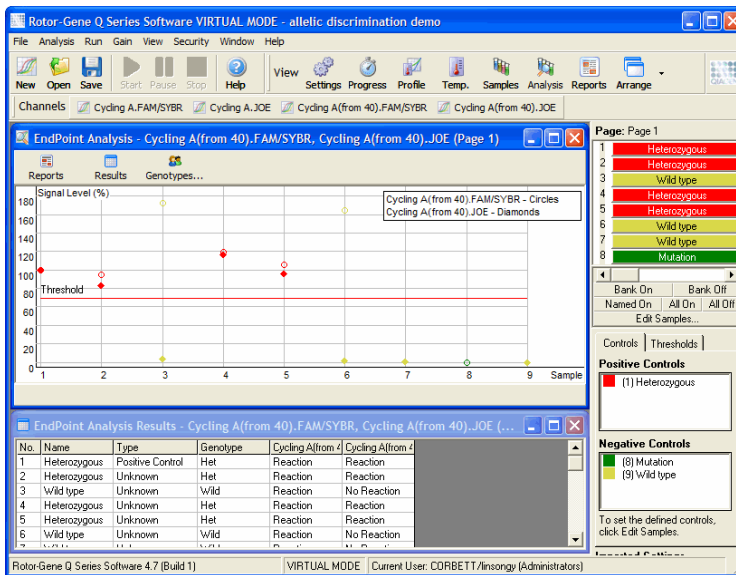 Rotor-Gene Q Series Software VIRTUAL MODE - allelic discrimination demo
File Analysis Run Gain View Security Window Help
New Open Save Start Pause Stop Help View Settings Progress Profile Temp. Samples Analysis Reports Arrange
Channels Cycling A.FAM/SYBR Cycling A.JOE Cycling A(from 40).FAM/SYBR Cycling A(from 40).JOE
EndPoint Analysis - Cycling A(from 40).FAM/SYBR, Cycling A(from 40).JOE (Page 1)
Reports Results Genotypes...
Signal Level (%)
Cycling A(from 40).FAM/SYBR - Circles
Cycling A(from 40).JOE - Diamonds
180
160
140
120
100
80
60
40
20
0
Threshold
1 2 3 4 5 6 7 8 9 Sample
Page: Page 1
1 Heterozygous
2 Heterozygous
3 Wild type
4 Heterozygous
5 Heterozygous
6 Wild type
7 Wild type
8 Mutation
Bank On Bank Off
Named On All On All Off
Edit Samples...
Controls Thresholds
Positive Controls
(1) Heterozygous
Negative Controls
(8) Mutation
(9) Wild type
To set the defined controls,
click Edit Samples.
Imported Settings
EndPoint Analysis Results - Cycling A(from 40).FAM/SYBR, Cycling A(from 40).JOE (...
No. Name Type Genotype Cycling A(from 4 Cycling A(from 4
1 Heterozygous Positive Control Het Reaction Reaction
2 Heterozygous Unknown Het Reaction Reaction
3 Wild type Unknown Wild Reaction No Reaction
4 Heterozygous Unknown Het Reaction Reaction
5 Heterozygous Unknown Het Reaction Reaction
6 Wild type Unknown Wild Reaction No Reaction
Rotor-Gene Q Series Software 4.7 (Build 1) VIRTUAL MODE Current User: CORBETT/linsongy (Administrators)